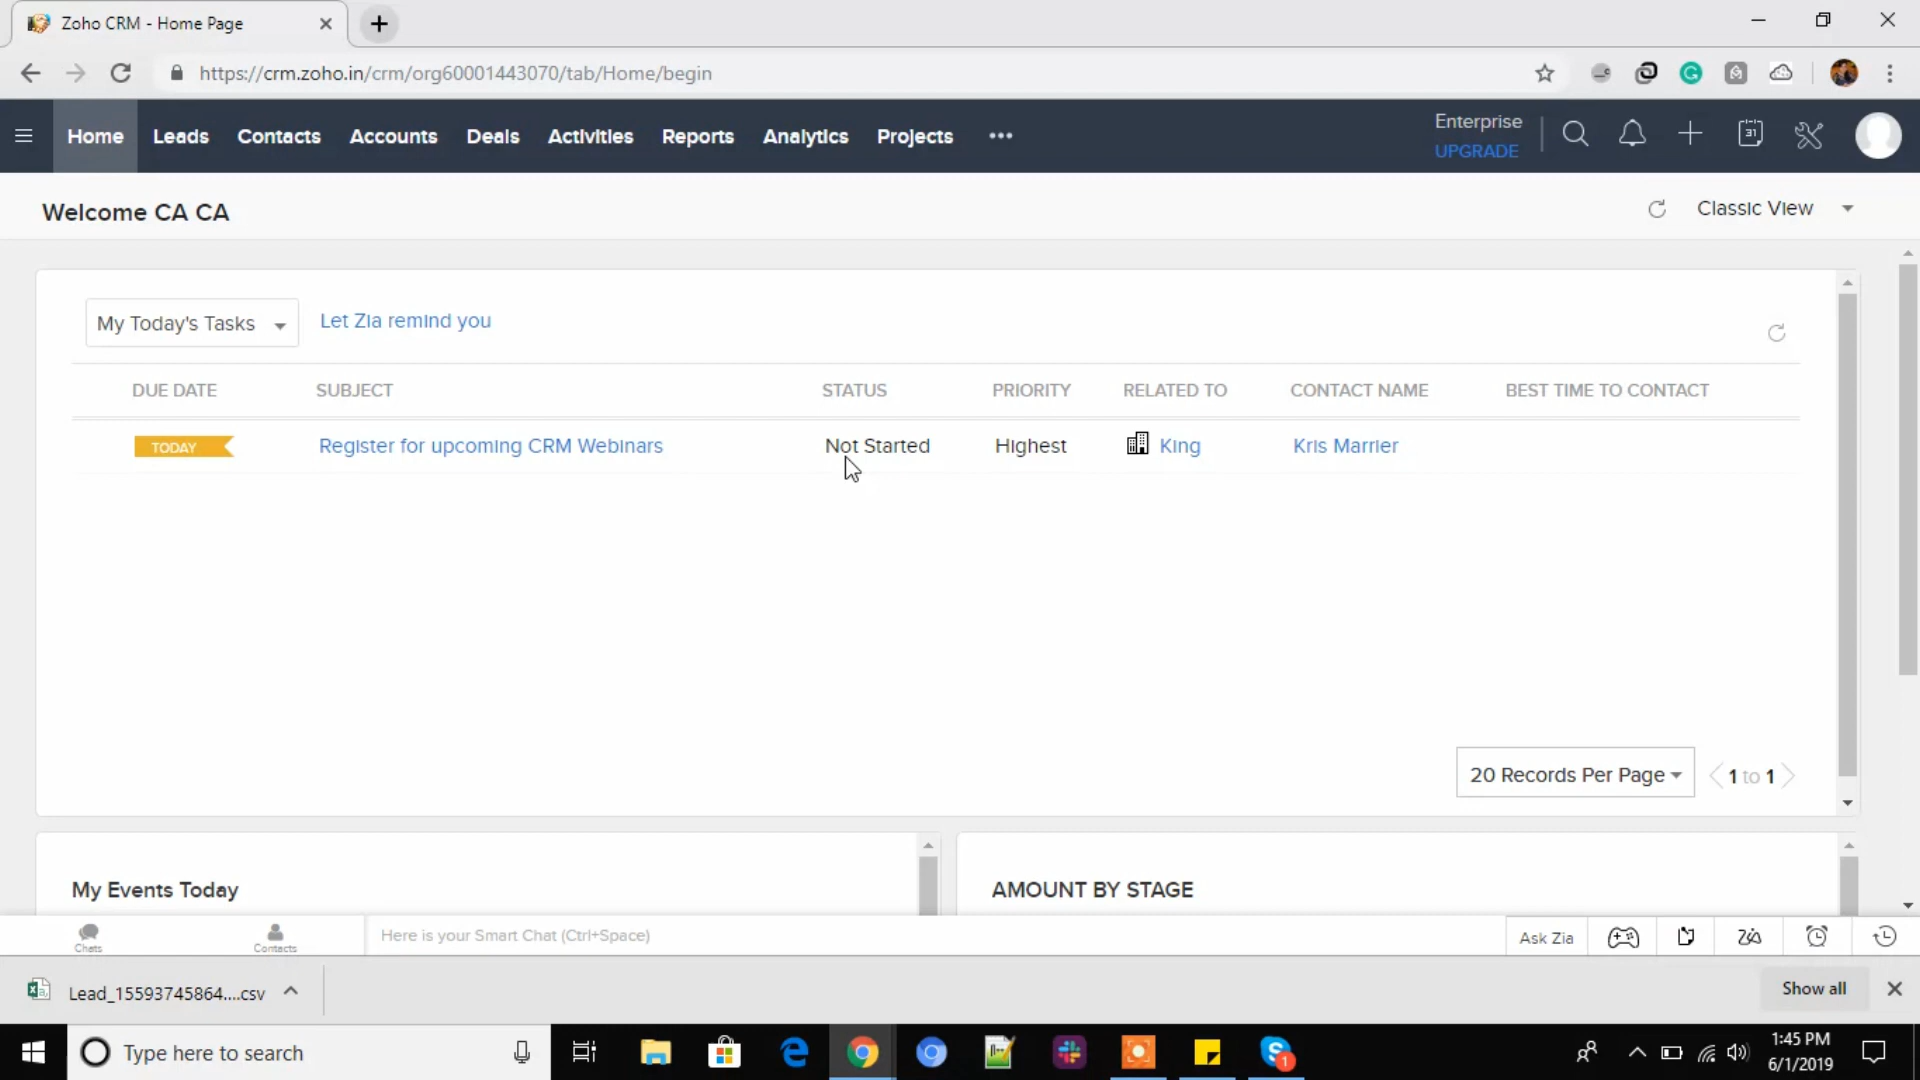 Zoho CRM - Home Page
https://crm.zoho.in/crm/org60001443070/tab/Home/begin
Home Leads Contacts Accounts Deals Activities Reports Analytics Projects •••
Enterprise
UPGRADE
31
Welcome CA CA
Classic View
My Today's Tasks
Let Zia remind you
DUE DATE SUBJECT STATUS PRIORITY RELATED TO CONTACT NAME BEST TIME TO CONTACT
TODAY Register for upcoming CRM Webinars Not Started Highest King Kris Marrier
20 Records Per Page
1 to 1
My Events Today
AMOUNT BY STAGE
Chats
Contacts
Here is your Smart Chat (Ctrl+Space)
Ask Zia
Lead_15593745864....csv
Show all
Type here to search
1
1:45 PM
6/1/2019